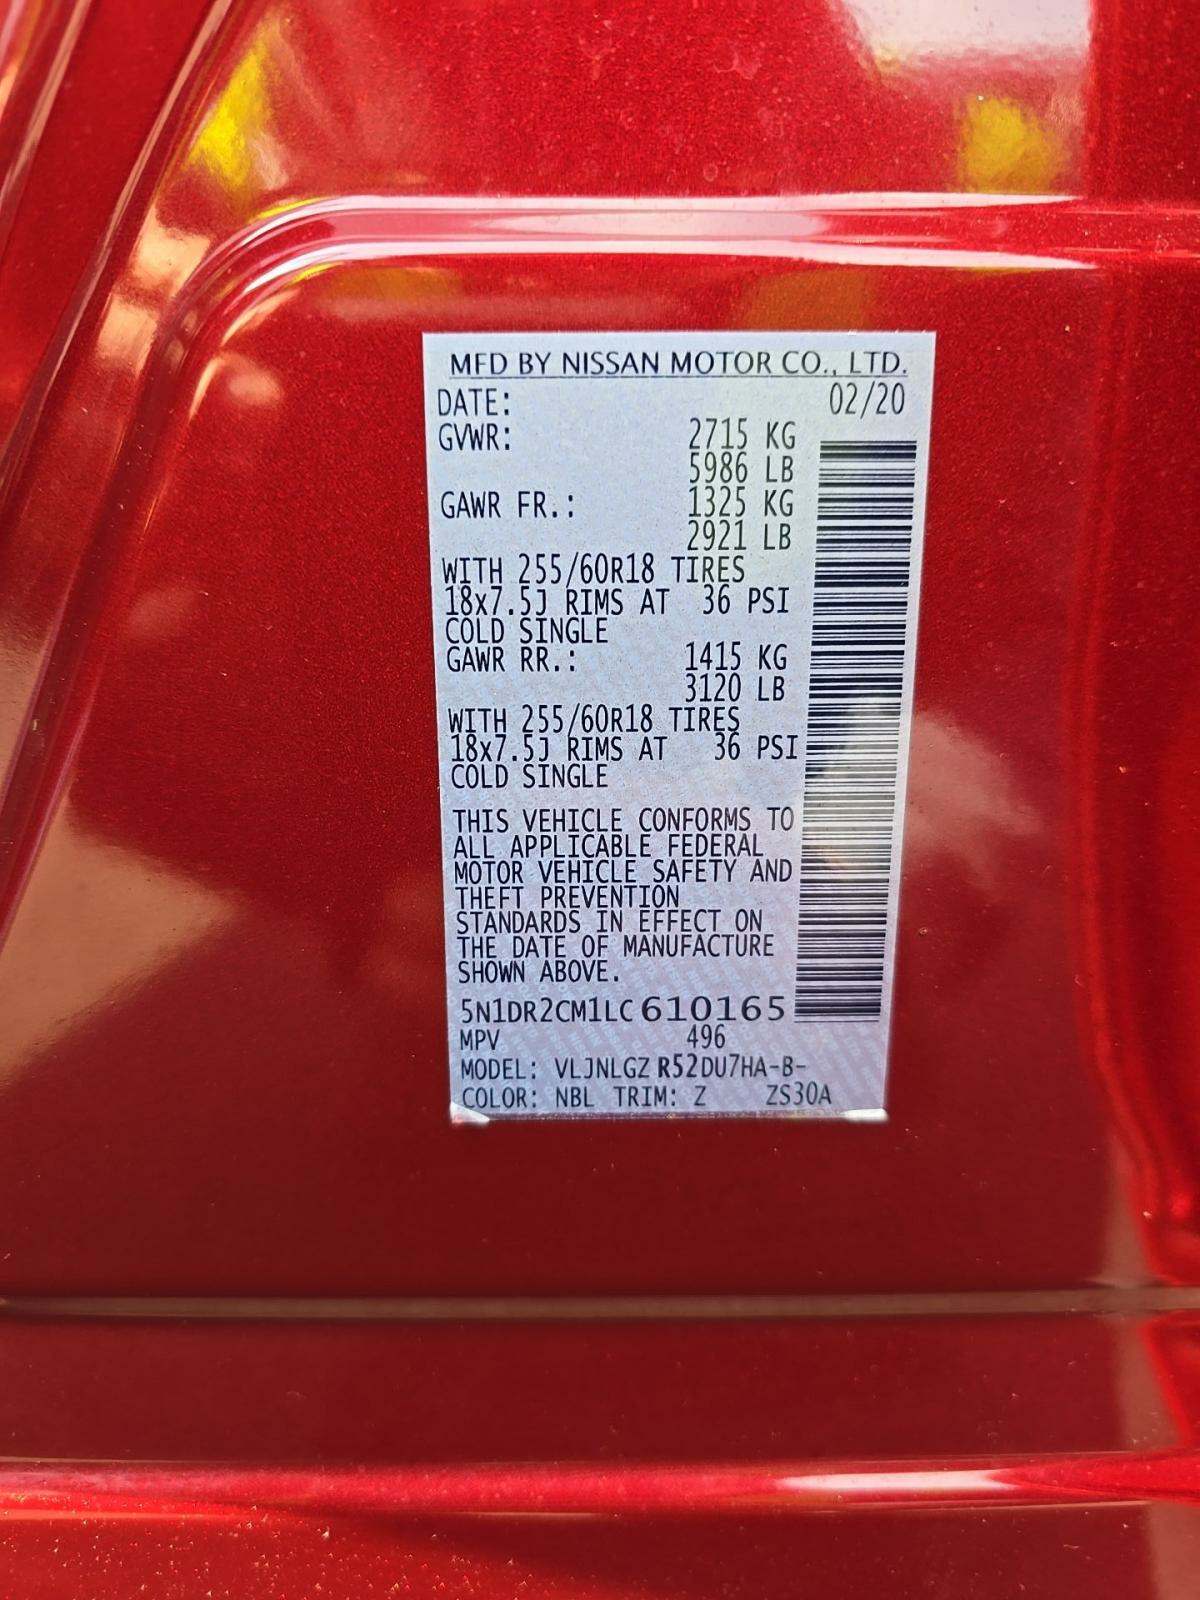 MFD BY NISSAN MOTOR CO., LTD.
DATE: 02/20
GVWR: 2715 KG
5986 LB
GAWR FR.: 1325 KG
2921 LB
WITH 255/60R18 TIRES
18x7.5J RIMS AT 36 PSI
COLD SINGLE
GAWR RR.: 1415 KG
3120 LB
WITH 255/60R18 TIRES
18x7.5J RIMS AT 36 PSI
COLD SINGLE
THIS VEHICLE CONFORMS TO
ALL APPLICABLE FEDERAL
MOTOR VEHICLE SAFETY AND
THEFT PREVENTION
STANDARDS IN EFFECT ON
THE DATE OF MANUFACTURE
SHOWN ABOVE.
5N1DR2CM1LC610165
MPV 496
MODEL: VLJNLGZ R52DU7HA-B-
COLOR: NBL TRIM: Z ZS30A